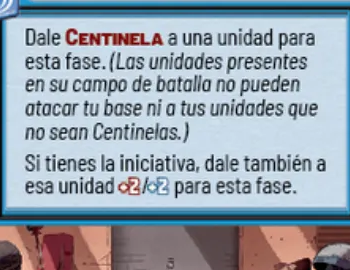 Dale CENTINELA a una unidad para
esta fase. (Las unidades presentes
en su campo de batalla no pueden
atacar tu base ni a tus unidades que
no sean Centinelas.)
Si tienes la iniciativa, dale también a
esa unidad +2/+2 para esta fase.